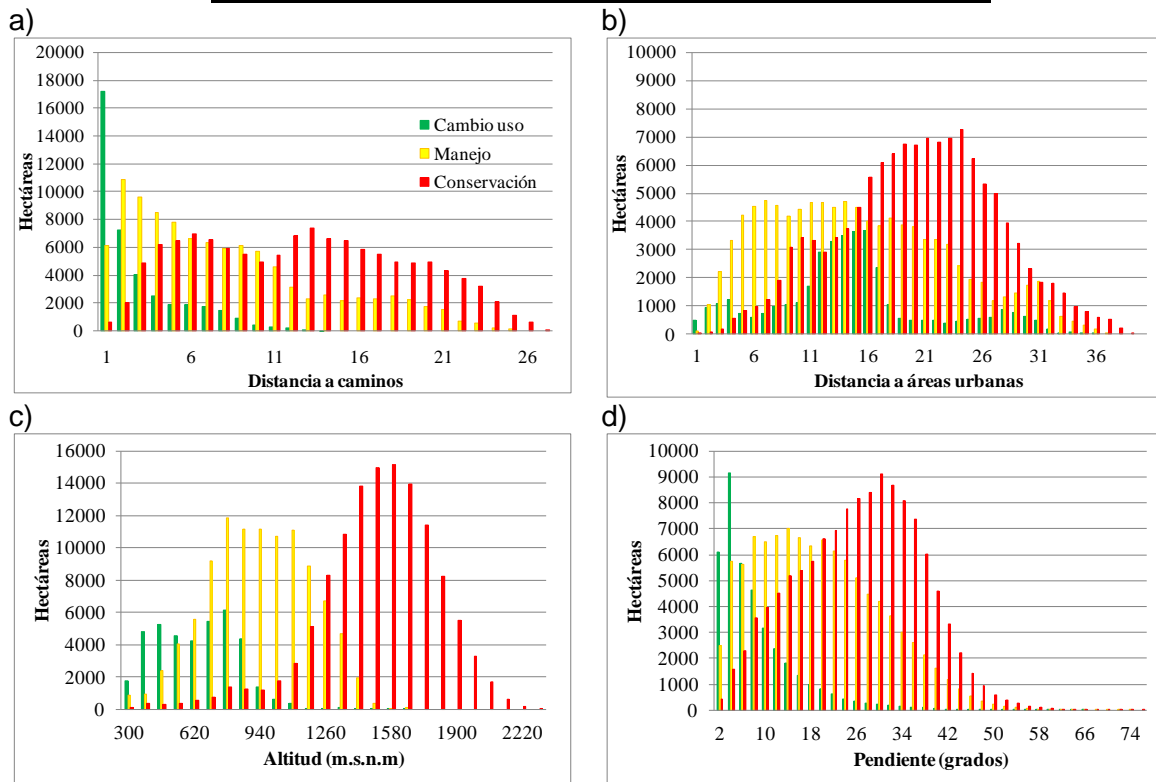 a)
20000
18000
16000
14000
12000
10000
8000
6000
4000
2000
0
Hectáreas
Cambio uso
Manejo
Conservación
1 6 11 16 21 26
Distancia a caminos
b)
10000
9000
8000
7000
6000
5000
4000
3000
2000
1000
0
Hectáreas
1 6 11 16 21 26 31 36
Distancia a áreas urbanas
c)
16000
14000
12000
10000
8000
6000
4000
2000
0
Hectáreas
300 620 940 1260 1580 1900 2220
Altitud (m.s.n.m)
d)
10000
9000
8000
7000
6000
5000
4000
3000
2000
1000
0
Hectáreas
2 10 18 26 34 42 50 58 66 74
Pendiente (grados)